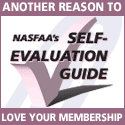 ANOTHER REASON TO
NASFAA's SELF-
EVALUATION
GUIDE
LOVE YOUR MEMBERSHIP